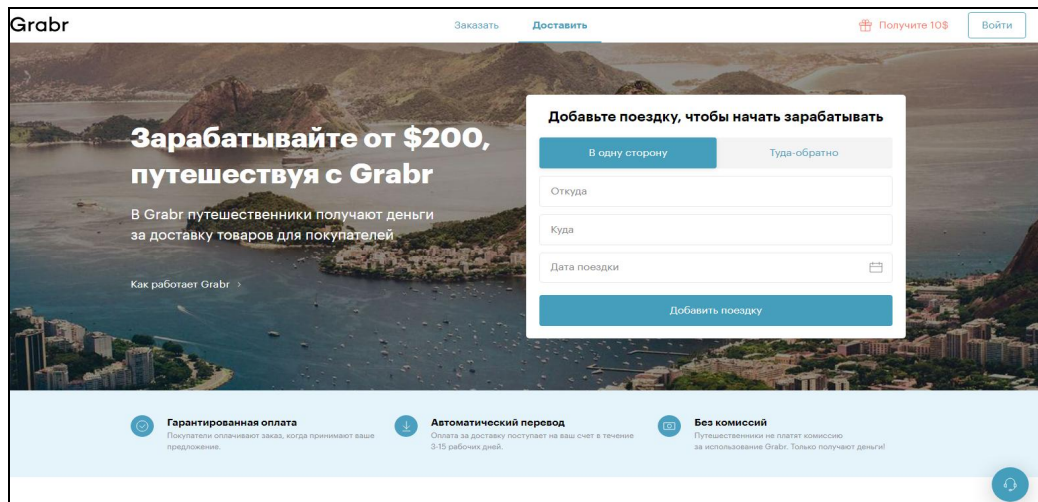 Grabr
Заказать
Доставить
Получите 10$
Войти
Зарабатывайте от $200,
путешествуя с Grabr
В Grabr путешественники получают деньги
за доставку товаров для покупателей
Как работает Grabr
Добавьте поездку, чтобы начать зарабатывать
В одну сторону
Туда-обратно
Откуда
Куда
Дата поездки
Добавить поездку
Гарантированная оплата
Покупатели оплачивают заказ, когда принимают ваше
предложение.
Автоматический перевод
Оплата за доставку поступает на ваш счет в течение
3-15 рабочих дней.
Без комиссий
Путешественники не платят комиссию
за использование Grabr. Только получают деньги!